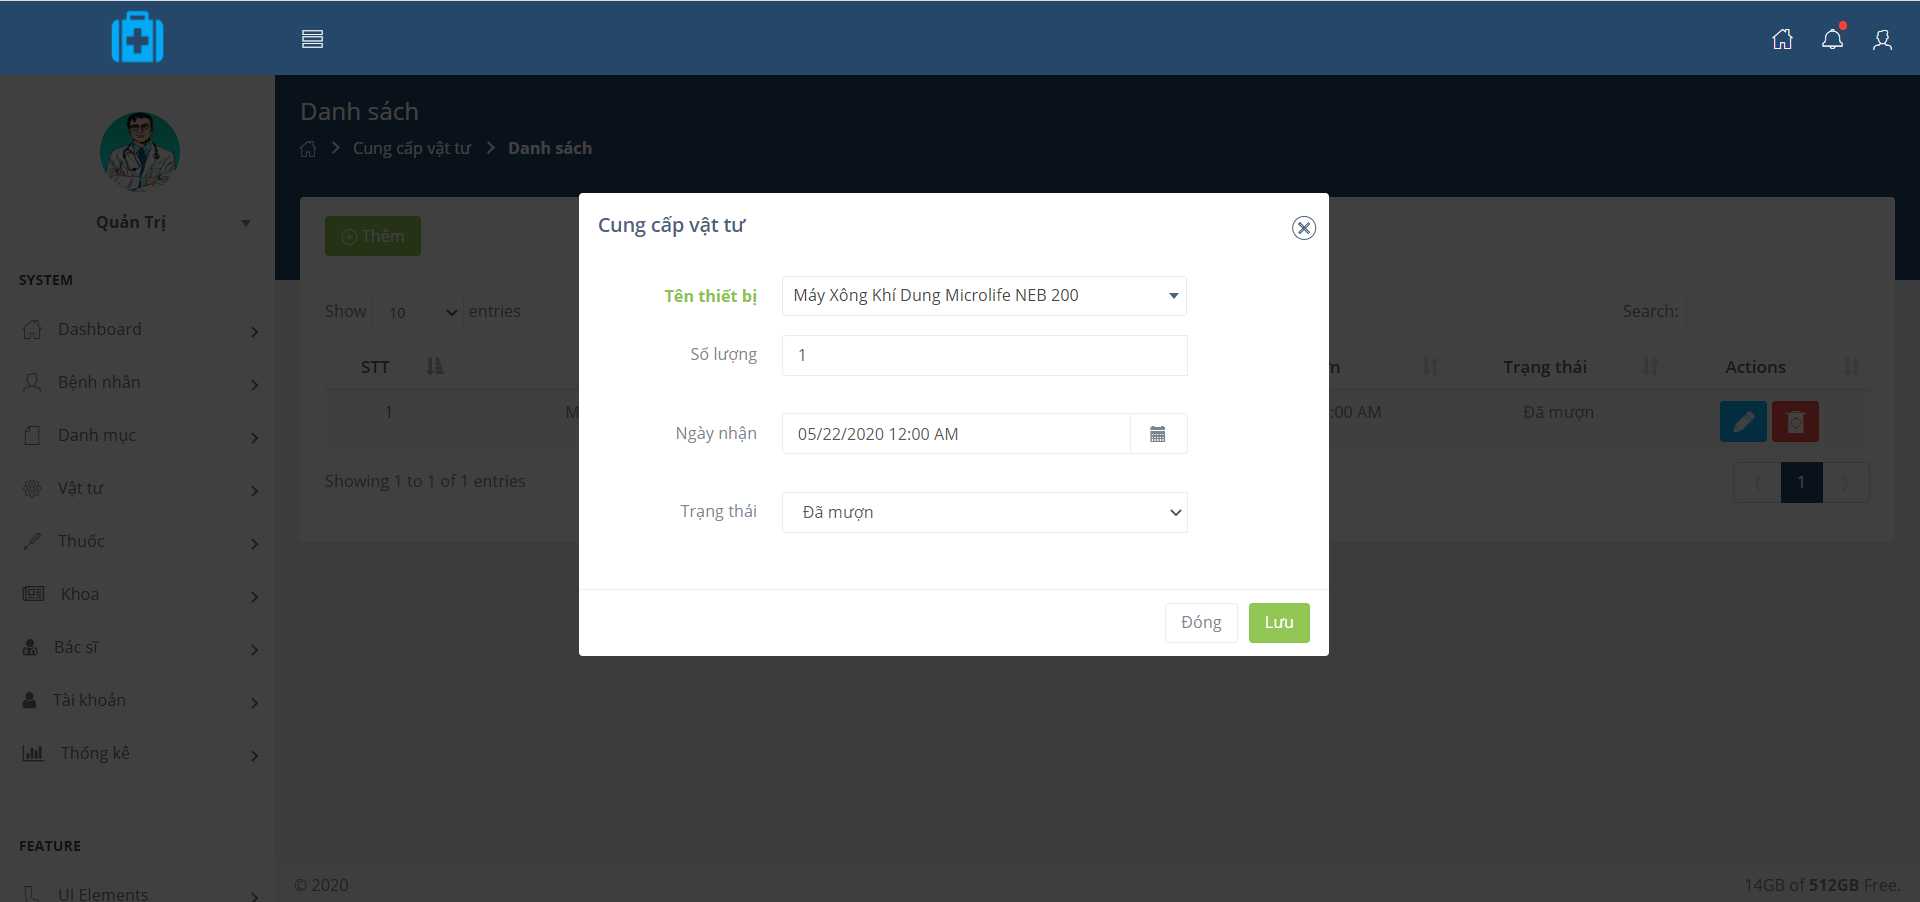 Danh sách
Cung cấp vật tư
Danh sách
Quản Trị
SYSTEM
Dashboard
Bệnh nhân
Danh mục
Vật tư
Thuốc
Khoa
Bác sĩ
Tài khoản
Thống kê
FEATURE
UI Elements
Thêm
Show 10 entries
Search:
STT
Trạng thái
Actions
1
M
:00 AM
Đã mượn
Showing 1 to 1 of 1 entries
1
Cung cấp vật tư
Tên thiết bị
Máy Xông Khí Dung Microlife NEB 200
Số lượng
1
Ngày nhận
05/22/2020 12:00 AM
Trạng thái
Đã mượn
Đóng
Lưu
© 2020
14GB of 512GB Free.